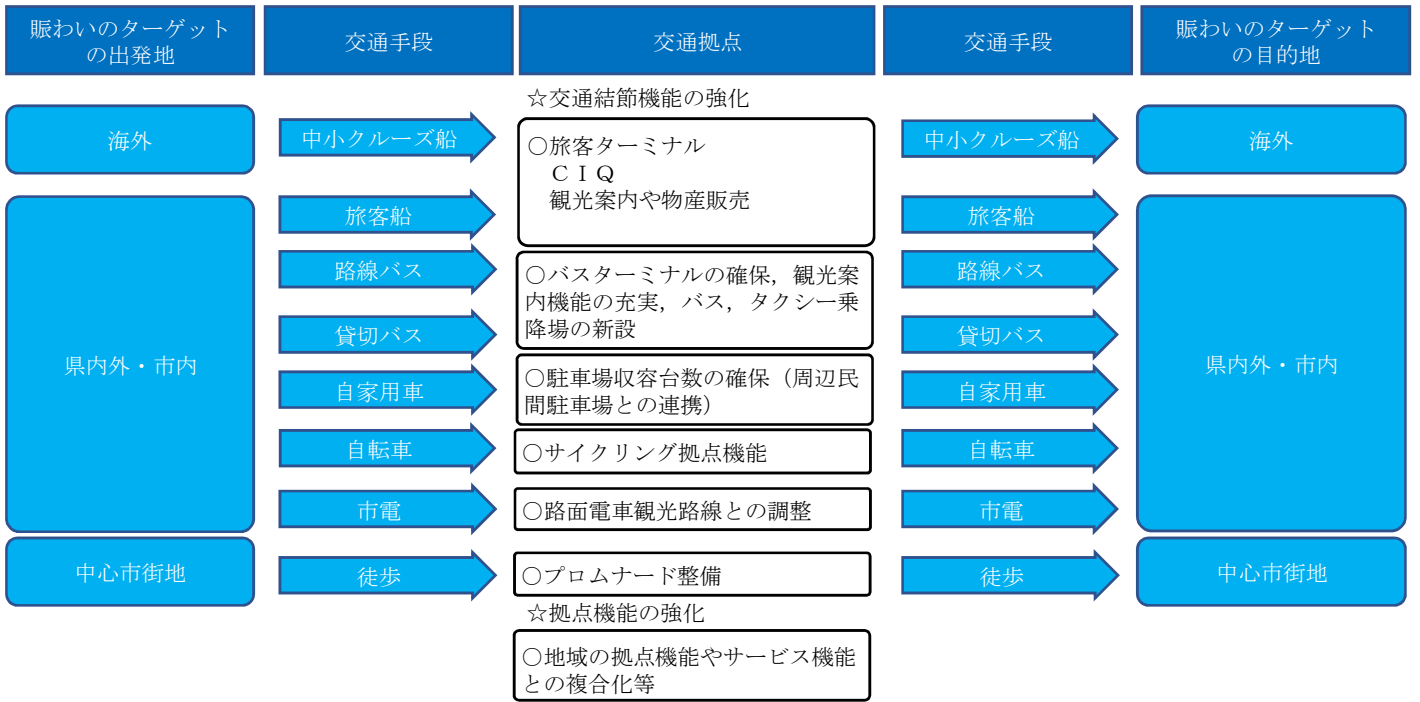 賑わいのターゲット
の出発地
交通手段
交通拠点
交通手段
賑わいのターゲット
の目的地
☆交通結節機能の強化
海外
中小クルーズ船
○旅客ターミナル
ＣＩＱ
観光案内や物産販売
中小クルーズ船
海外
県内外・市内
旅客船
旅客船
県内外・市内
路線バス
○バスターミナルの確保，観光案
内機能の充実，バス，タクシー乗
降場の新設
路線バス
貸切バス
貸切バス
自家用車
○駐車場収容台数の確保（周辺民
間駐車場との連携）
自家用車
自転車
○サイクリング拠点機能
自転車
市電
○路面電車観光路線との調整
市電
中心市街地
徒歩
○プロムナード整備
徒歩
中心市街地
☆拠点機能の強化
○地域の拠点機能やサービス機能
との複合化等